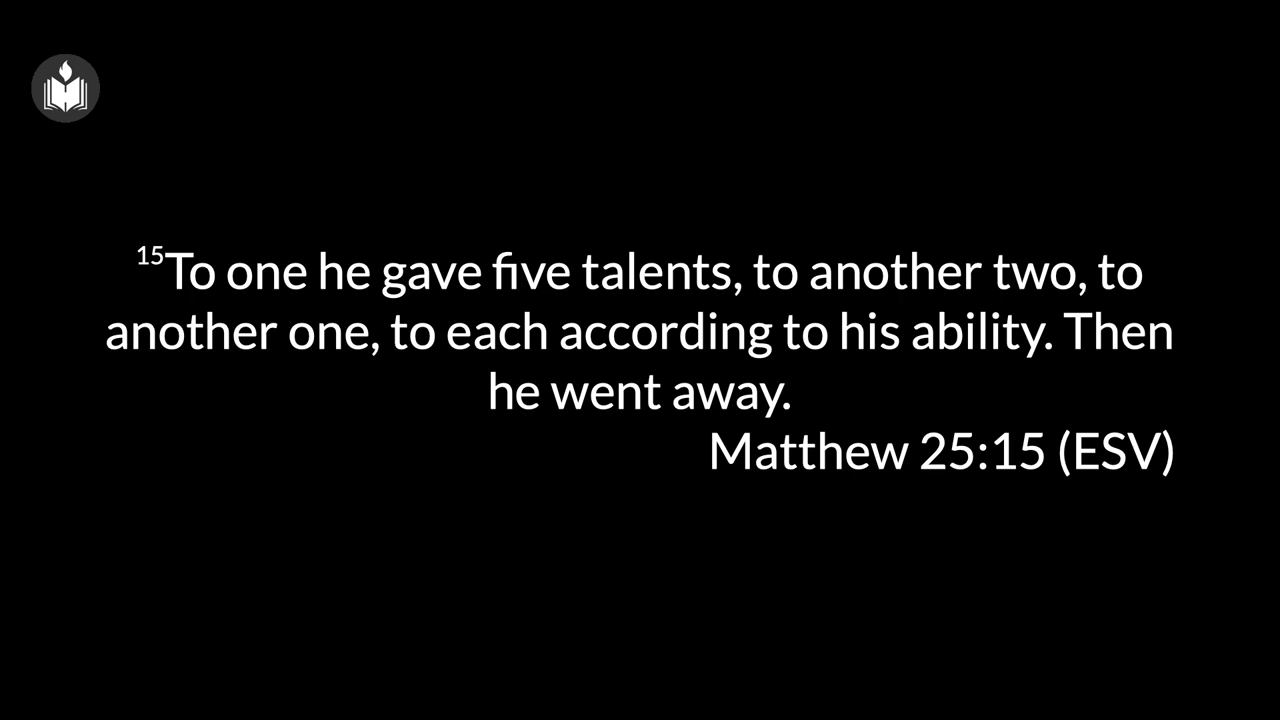 15To one he gave five talents, to another two, to
another one, to each according to his ability. Then
he went away.
Matthew 25:15 (ESV)